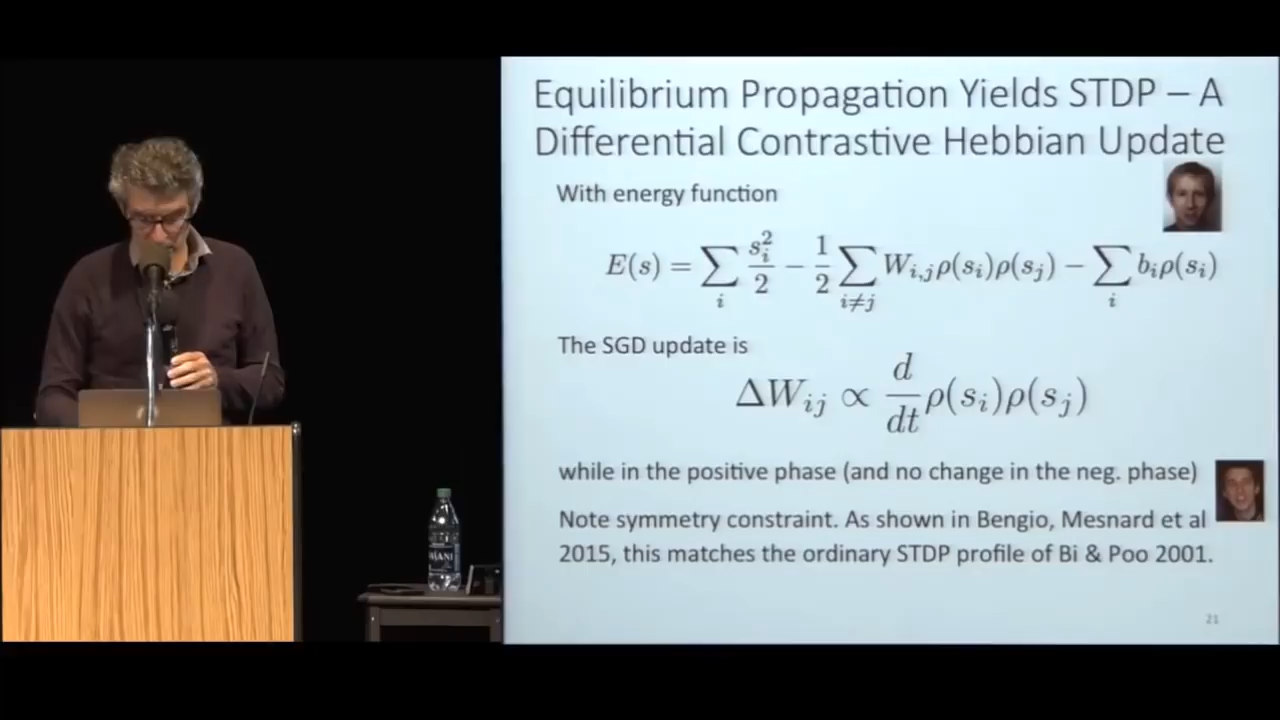 Equilibrium Propagation Yields STDP – A
Differential Contrastive Hebbian Update
With energy function
E(s) = ∑_i s_i^2/2 − 1/2 ∑_{i≠j} W_{i,j}ρ(s_i)ρ(s_j) − ∑_i b_iρ(s_i)
The SGD update is
ΔW_{ij} ∝ d/dt ρ(s_i)ρ(s_j)
while in the positive phase (and no change in the neg. phase)
Note symmetry constraint. As shown in Bengio, Mesnard et al
2015, this matches the ordinary STDP profile of Bi & Poo 2001.
21